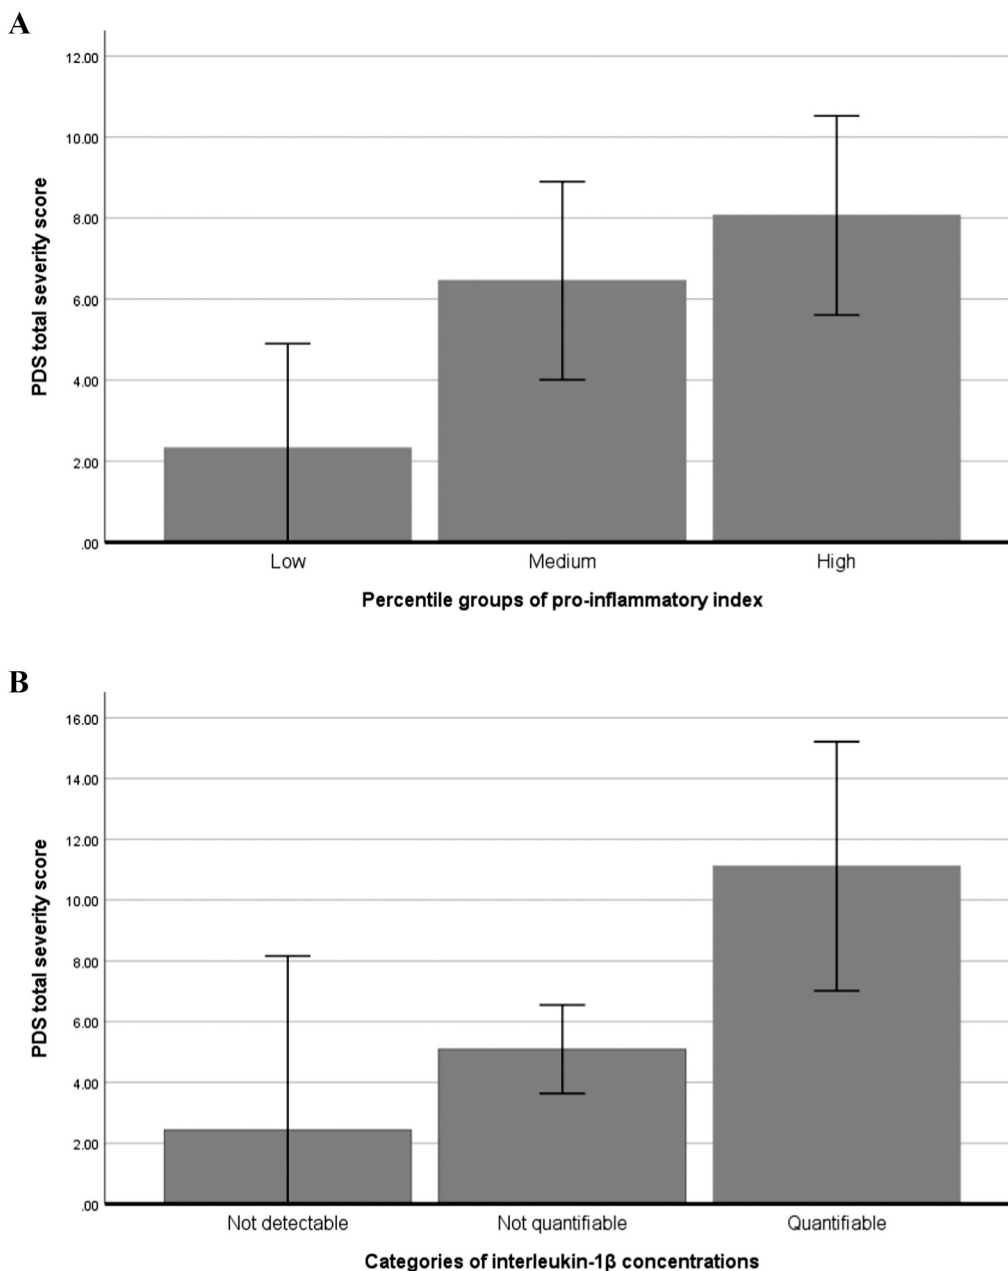 A
12.00
10.00
8.00
6.00
4.00
2.00
.00
PDS total severity score
Low Medium High
Percentile groups of pro-inflammatory index
B
16.00
14.00
12.00
10.00
8.00
6.00
4.00
2.00
.00
PDS total severity score
Not detectable Not quantifiable Quantifiable
Categories of interleukin-1β concentrations